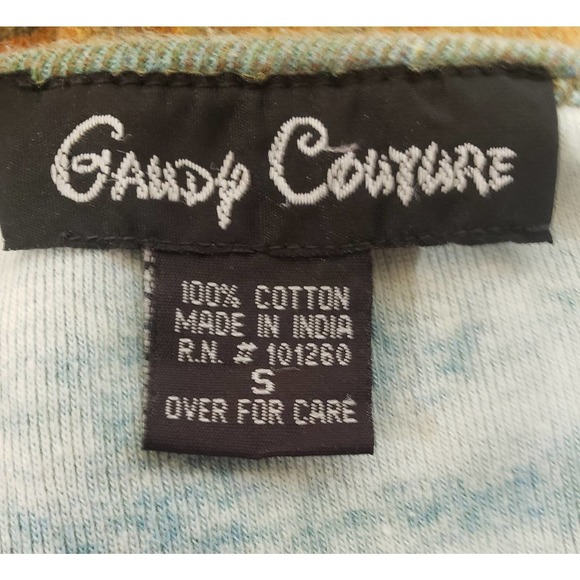 GAUDY COUTURE
100% COTTON
MADE IN INDIA
R.N. # 101260
S
OVER FOR CARE